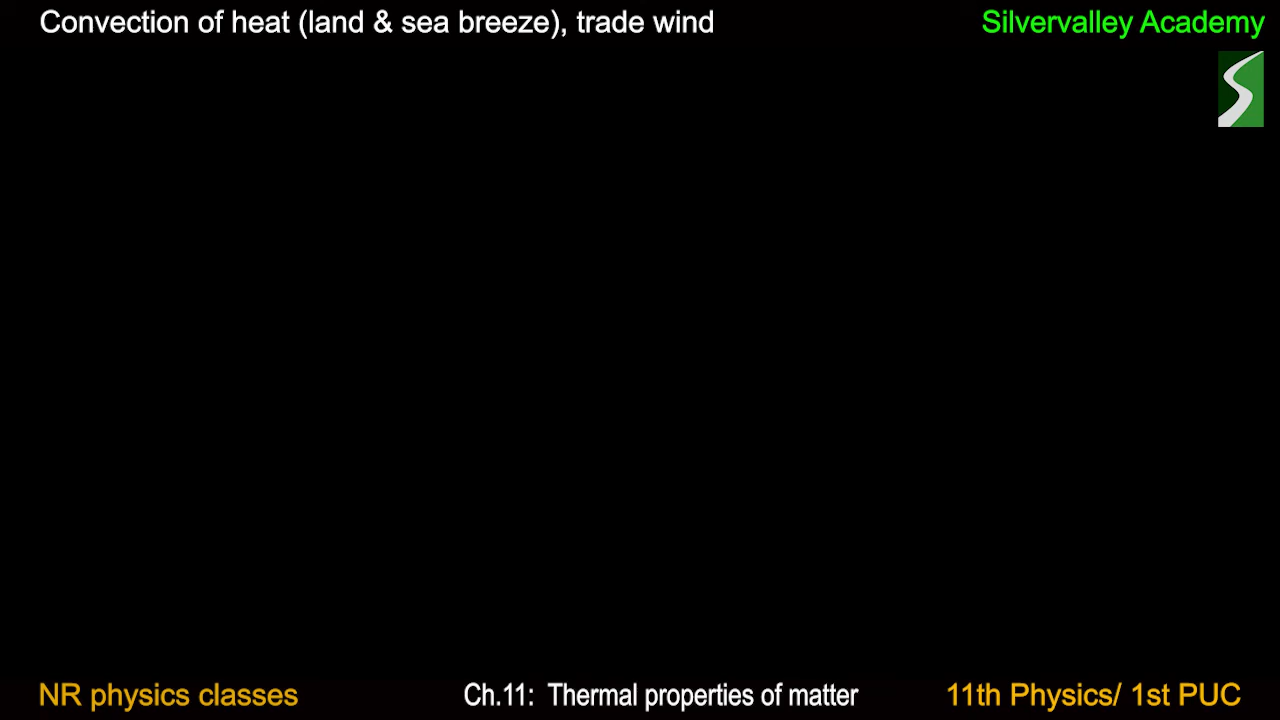 Convection of heat (land & sea breeze), trade wind
Silvervalley Academy
NR physics classes
Ch.11: Thermal properties of matter
11th Physics/ 1st PUC